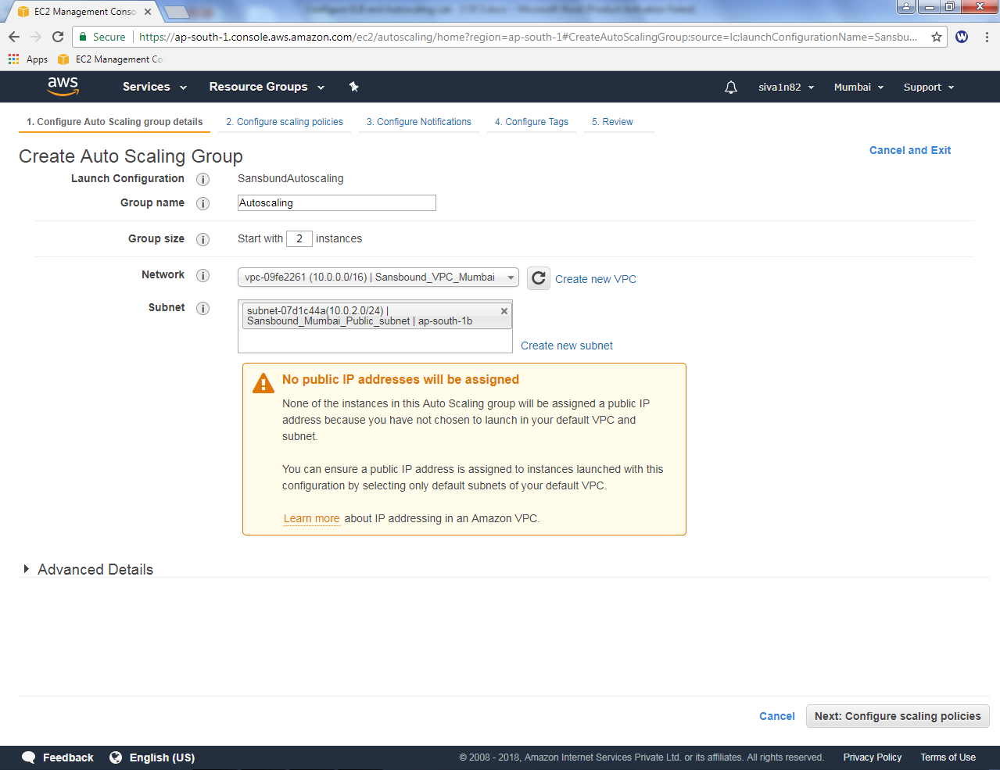 EC2 Management Conso
Secure
https://ap-south-1.console.aws.amazon.com/ec2/autoscaling/home?region=ap-south-1#CreateAutoScalingGroup:source=lc;launchConfigurationName=Sansbu...
W
Apps
EC2 Management Co
aws
Services
Resource Groups
siva1n82
Mumbai
Support
1. Configure Auto Scaling group details
2. Configure scaling policies
3. Configure Notifications
4. Configure Tags
5. Review
Create Auto Scaling Group
Cancel and Exit
Launch Configuration
i
SansbundAutoscaling
Group name
i
Autoscaling
Group size
i
Start with 2 instances
Network
i
vpc-09fe2261 (10.0.0.0/16) | Sansbound_VPC_Mumbai
Create new VPC
Subnet
i
subnet-07d1c44a(10.0.2.0/24) |
Sansbound_Mumbai_Public_subnet | ap-south-1b
Create new subnet
No public IP addresses will be assigned
None of the instances in this Auto Scaling group will be assigned a public IP
address because you have not chosen to launch in your default VPC and
subnet.
You can ensure a public IP address is assigned to instances launched with this
configuration by selecting only default subnets of your default VPC.
Learn more about IP addressing in an Amazon VPC.
Advanced Details
Cancel
Next: Configure scaling policies
Feedback
English (US)
© 2008 - 2018, Amazon Internet Services Private Ltd. or its affiliates. All rights reserved.
Privacy Policy
Terms of Use